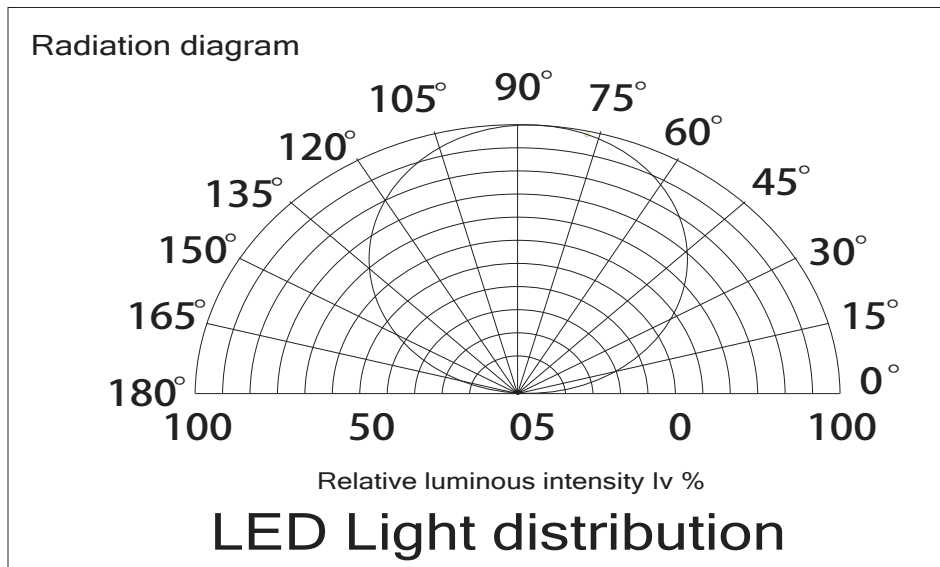 Radiation diagram
90°
105° 75°
120° 60°
135° 45°
150° 30°
165° 15°
180° 0°
100 50 05 0 100
Relative luminous intensity Iv %
LED Light distribution